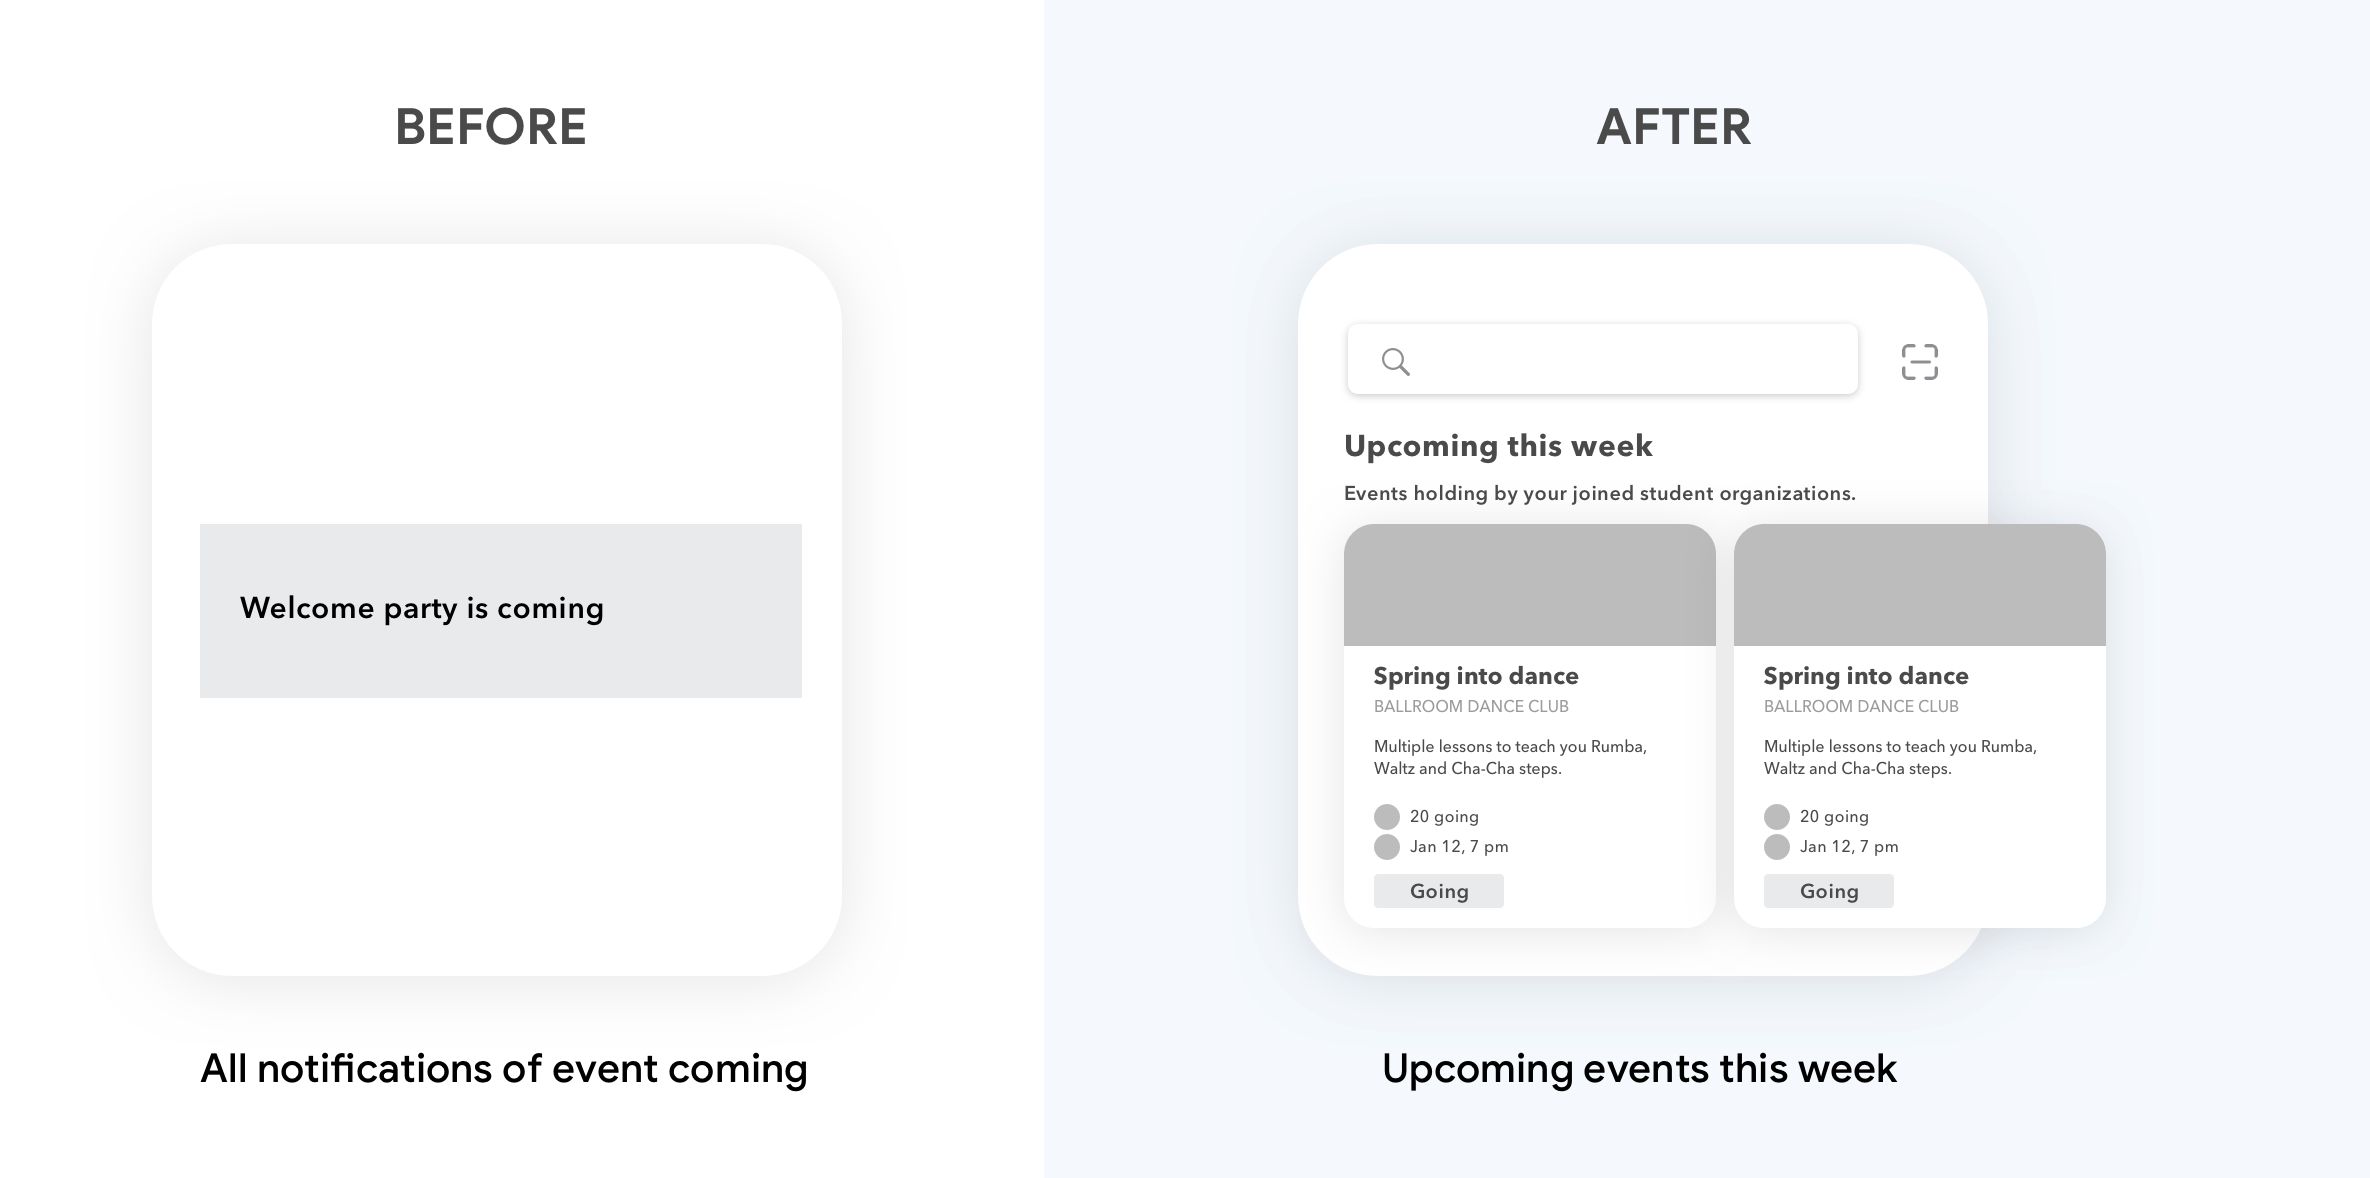 BEFORE
Welcome party is coming
All notifications of event coming
AFTER
Upcoming this week
Events holding by your joined student organizations.
Spring into dance
BALLROOM DANCE CLUB
Multiple lessons to teach you Rumba,
Waltz and Cha-Cha steps.
20 going
Jan 12, 7 pm
Going
Spring into dance
BALLROOM DANCE CLUB
Multiple lessons to teach you Rumba,
Waltz and Cha-Cha steps.
20 going
Jan 12, 7 pm
Going
Upcoming events this week